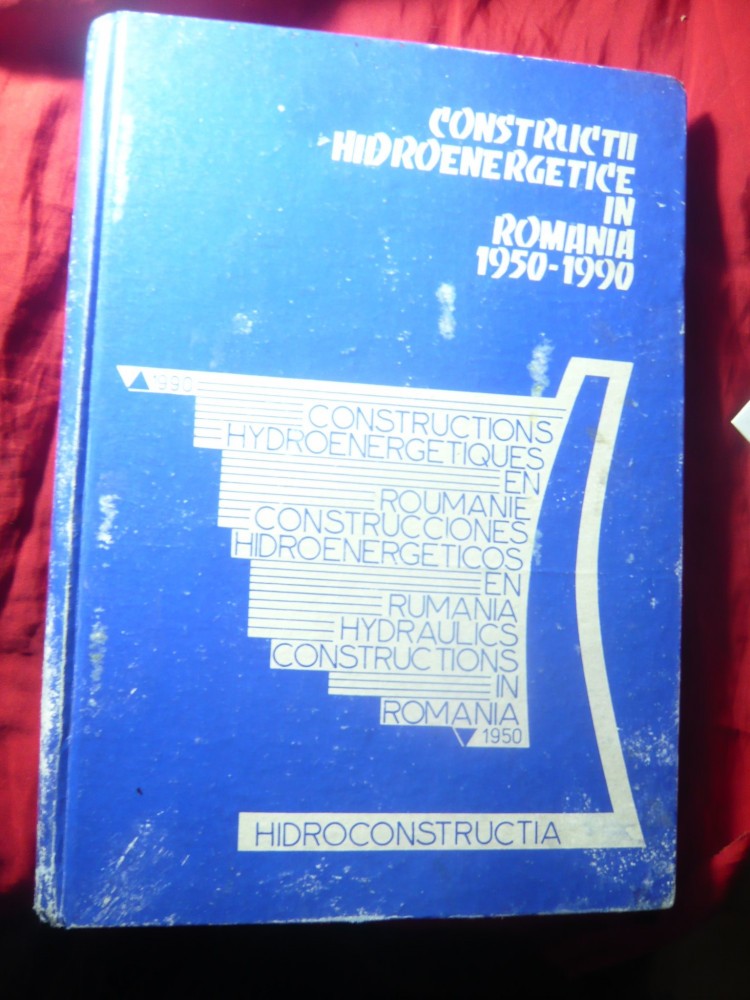 CONSTRUCTII
HIDROENERGETICE
IN
ROMANIA
1950-1990
1990
CONSTRUCTIONS
HYDROENERGETIQUES
EN
ROUMANIE
CONSTRUCCIONES
HIDROENERGETICOS
EN
RUMANIA
HYDRAULICS
CONSTRUCTIONS
IN
ROMANIA
1950
HIDROCONSTRUCTIA